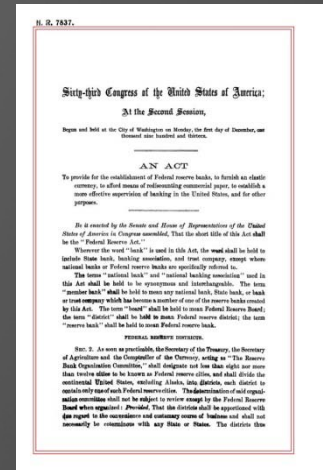 H. R. 7837.
Sixty-third Congress of the United States of America;
At the Second Session,
Begun and held at the City of Washington on Monday, the first day of December, one
thousand nine hundred and thirteen.
AN ACT
To provide for the establishment of Federal reserve banks, to furnish an elastic
currency, to afford means of rediscounting commercial paper, to establish a
more effective supervision of banking in the United States, and for other
purposes.
Be it enacted by the Senate and House of Representatives of the United
States of America in Congress assembled, That the short title of this Act shall
be the "Federal Reserve Act."
Wherever the word "bank" is used in this Act, the word shall be held to
include State bank, banking association, and trust company, except where
national banks or Federal reserve banks are specifically referred to.
The terms "national bank" and "national banking association" used in
this Act shall be held to be synonymous and interchangeable. The term
"member bank" shall be held to mean any national bank, State bank, or bank
or trust company which has become a member of one of the reserve banks created
by this Act. The term "board" shall be held to mean Federal Reserve Board;
the term "district" shall be held to mean Federal reserve district; the term
"reserve bank" shall be held to mean Federal reserve bank.
FEDERAL RESERVE DISTRICTS.
SEC. 2. As soon as practicable, the Secretary of the Treasury, the Secretary
of Agriculture and the Comptroller of the Currency, acting as "The Reserve
Bank Organization Committee," shall designate not less than eight nor more
than twelve cities to be known as Federal reserve cities, and shall divide the
continental United States, excluding Alaska, into districts, each district to
contain only one of such Federal reserve cities. The determination of said organi-
zation committee shall not be subject to review except by the Federal Reserve
Board when organized: Provided, That the districts shall be apportioned with
due regard to the convenience and customary course of business and shall not
necessarily be coterminous with any State or States. The districts thus